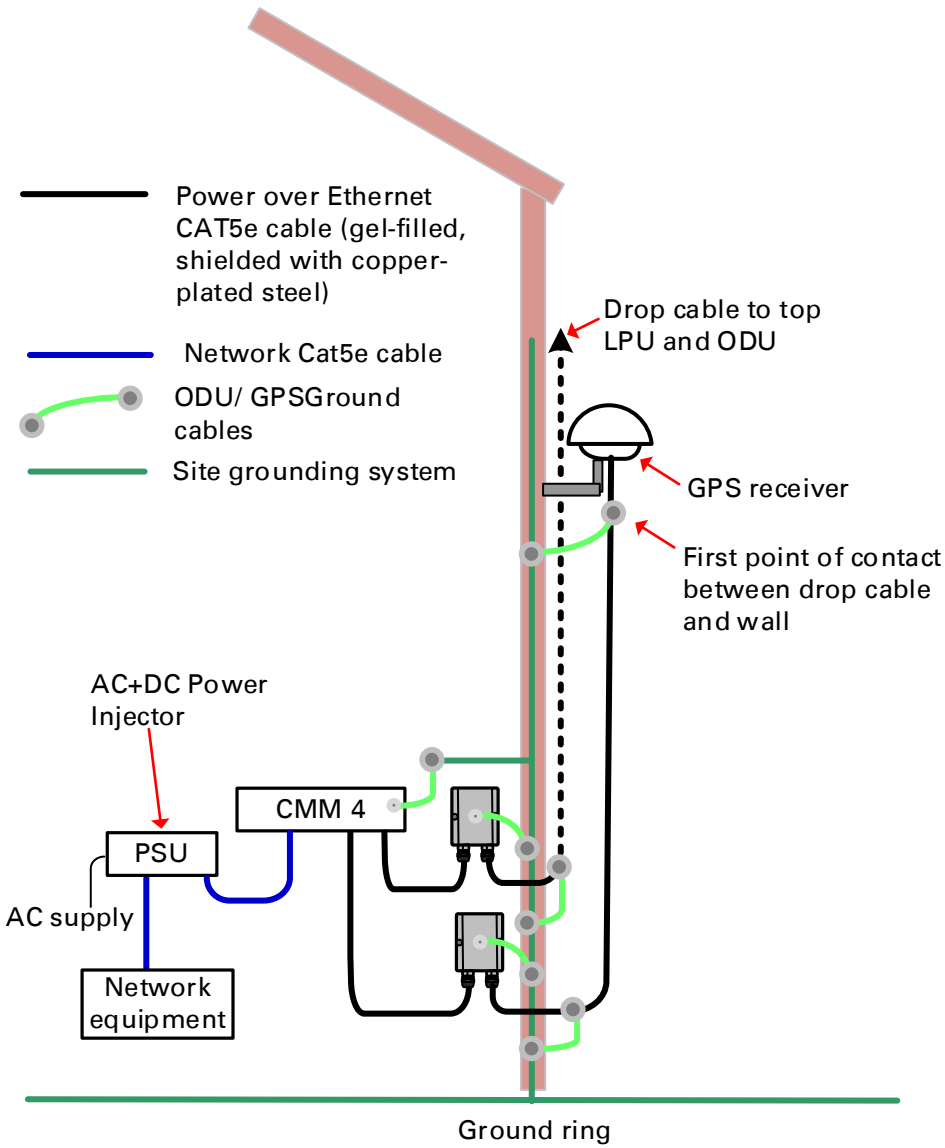 Power over Ethernet
CAT5e cable (gel-filled,
shielded with copper-
plated steel)
Network Cat5e cable
ODU/ GPSGround
cables
Site grounding system
Drop cable to top
LPU and ODU
GPS receiver
First point of contact
between drop cable
and wall
AC+DC Power
Injector
CMM 4
PSU
AC supply
Network
equipment
Ground ring